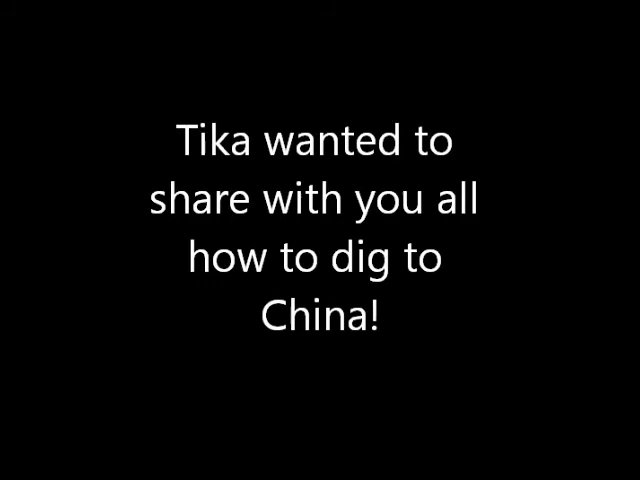 Tika wanted to
share with you all
how to dig to
China!